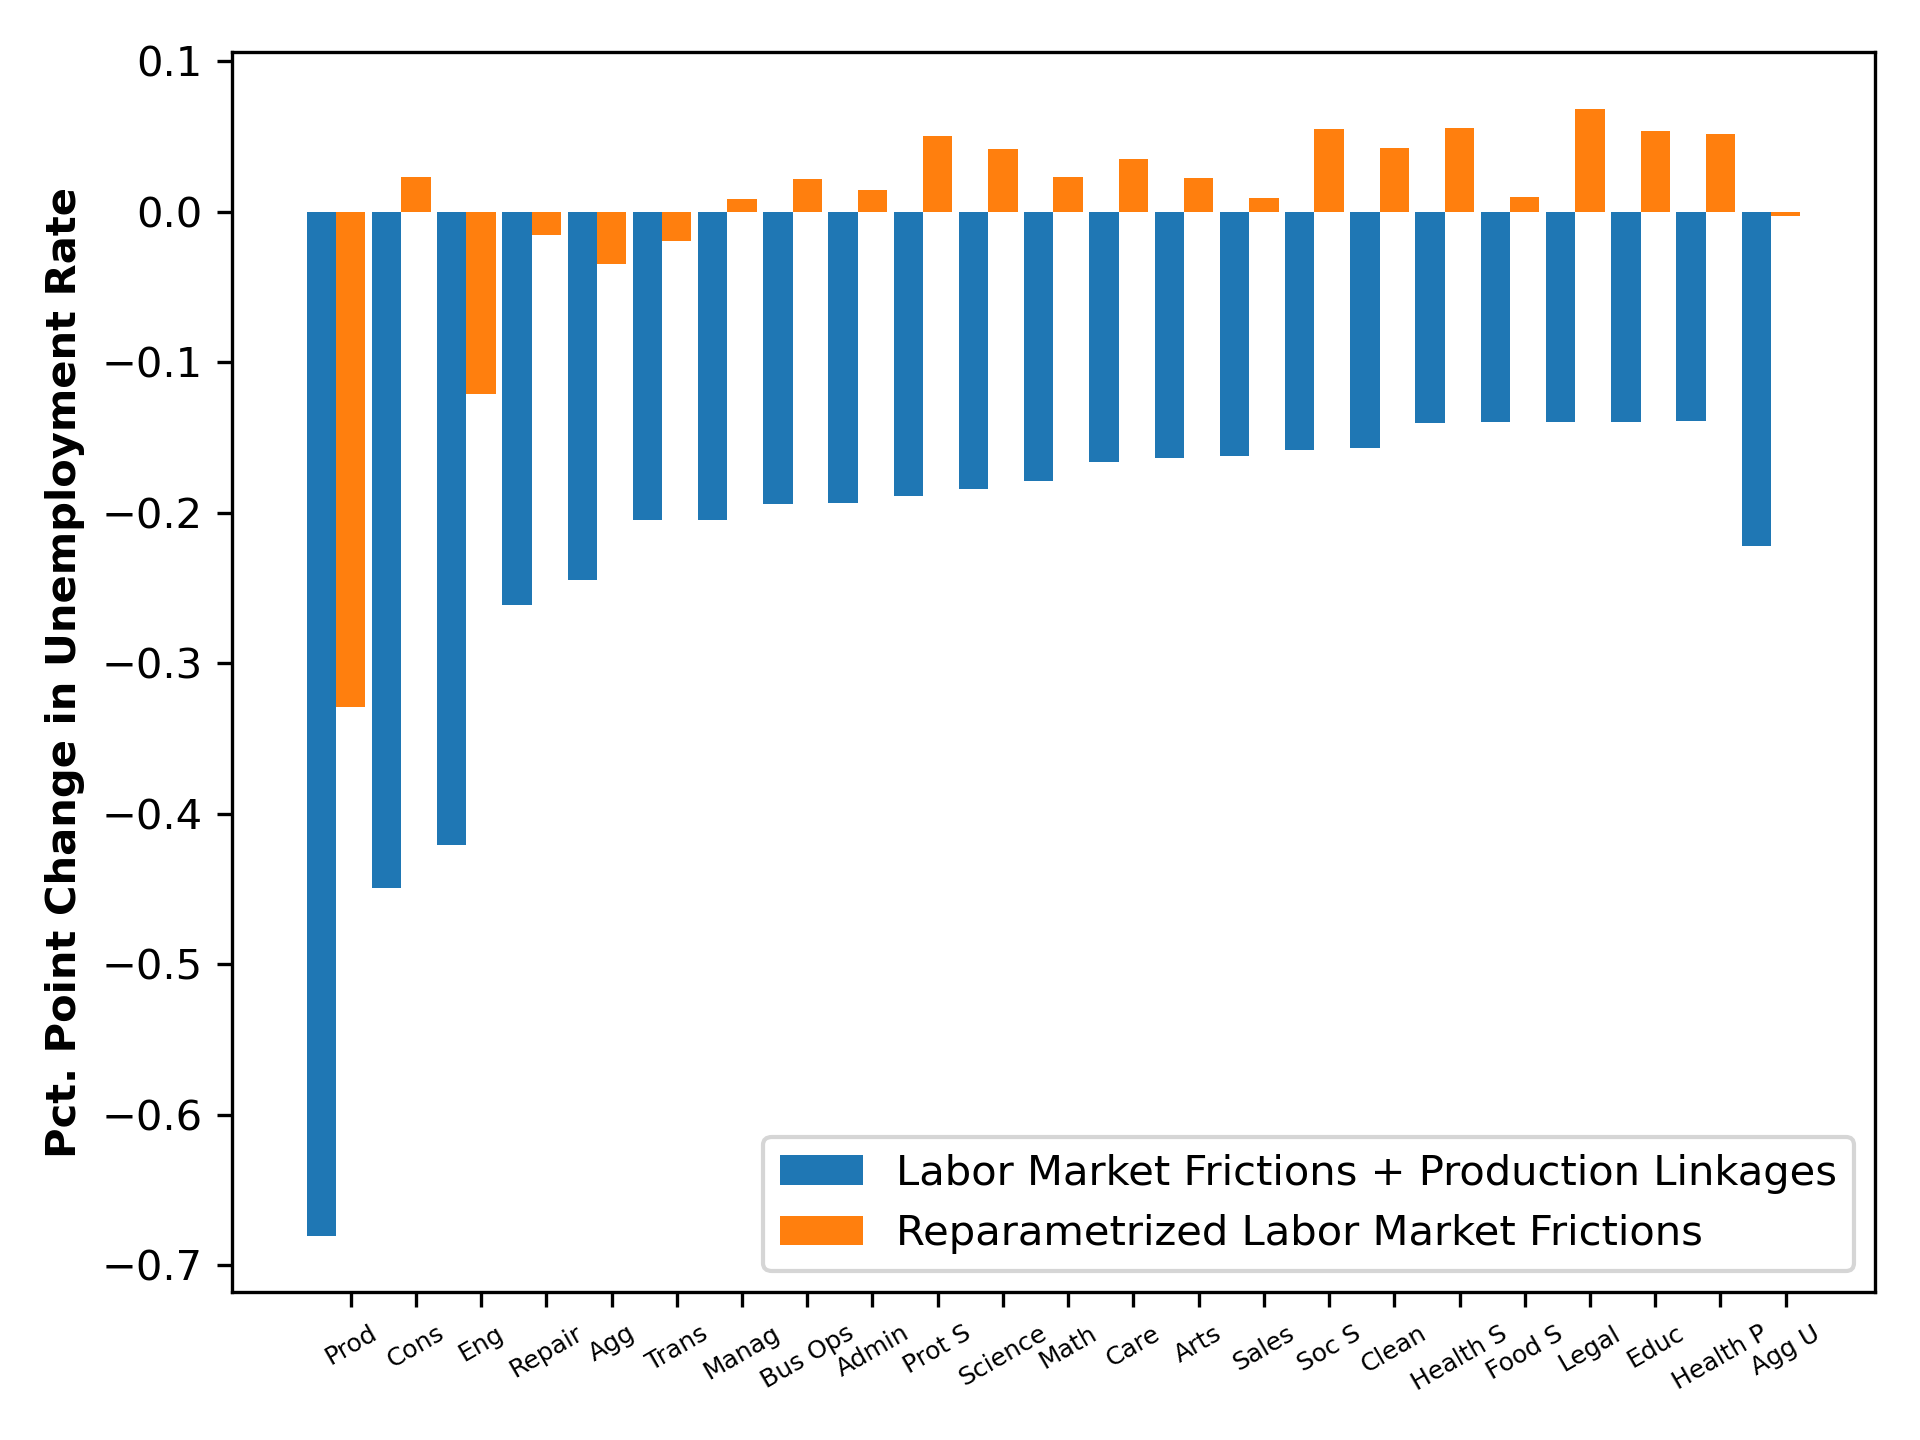 Pct. Point Change in Unemployment Rate
0.1
0.0
−0.1
−0.2
−0.3
−0.4
−0.5
−0.6
−0.7
Labor Market Frictions + Production Linkages
Reparametrized Labor Market Frictions
Prod
Cons
Eng
Repair
Agg
Trans
Manag
Bus Ops
Admin
Prot S
Science
Math
Care
Arts
Sales
Soc S
Clean
Health S
Food S
Legal
Educ
Health P
Agg U